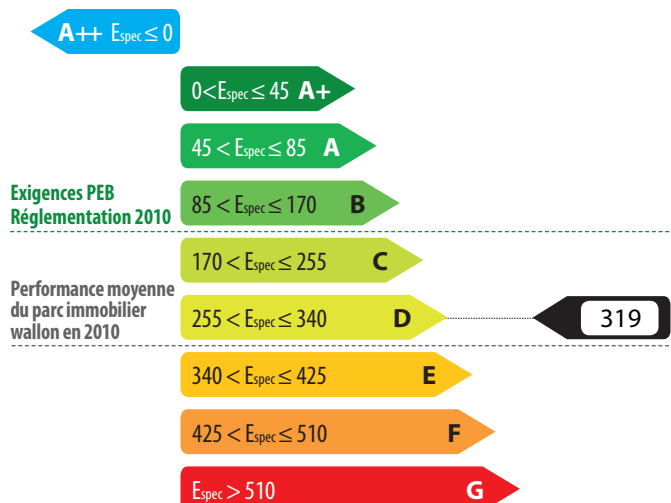 A++ Espec ≤ 0
0<Espec ≤ 45 A+
45 < Espec ≤ 85 A
Exigences PEB
Réglementation 2010
85 < Espec ≤ 170 B
170 < Espec ≤ 255 C
Performance moyenne
du parc immobilier
wallon en 2010
255 < Espec ≤ 340 D
319
340 < Espec ≤ 425 E
425 < Espec ≤ 510 F
Espec > 510 G